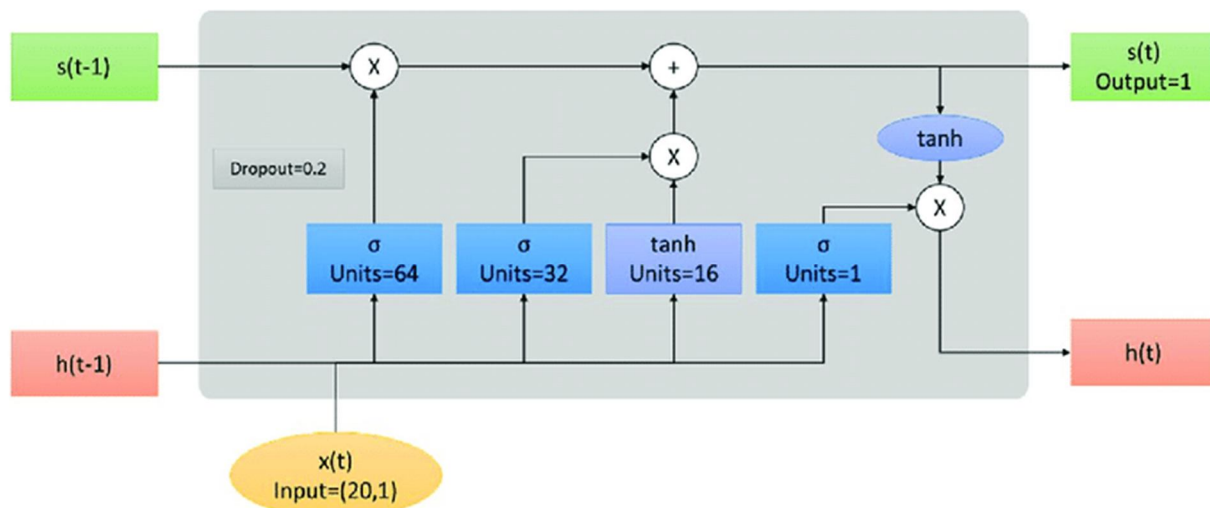 s(t-1)
X
+
s(t)
Output=1
tanh
Dropout=0.2
X
X
σ
Units=64
σ
Units=32
tanh
Units=16
σ
Units=1
h(t-1)
h(t)
x(t)
Input=(20,1)